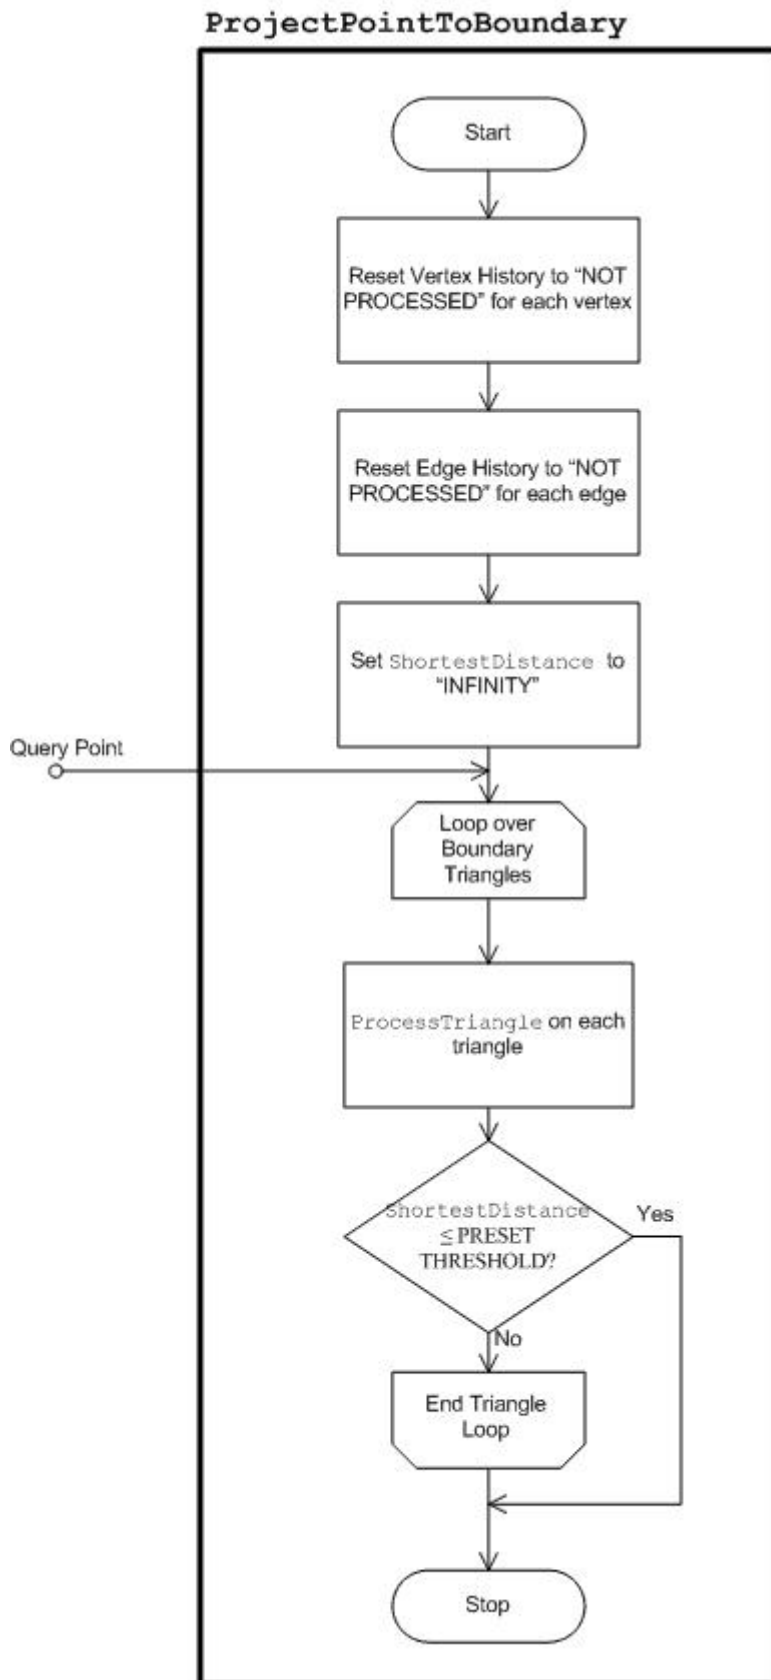 ProjectPointToBoundary
Start
Reset Vertex History to “NOT
PROCESSED” for each vertex
Reset Edge History to “NOT
PROCESSED” for each edge
Set ShortestDistance to
“INFINITY”
Query Point
Loop over
Boundary
Triangles
ProcessTriangle on each
triangle
ShortestDistance
≤ PRESET
THRESHOLD?
Yes
No
End Triangle
Loop
Stop